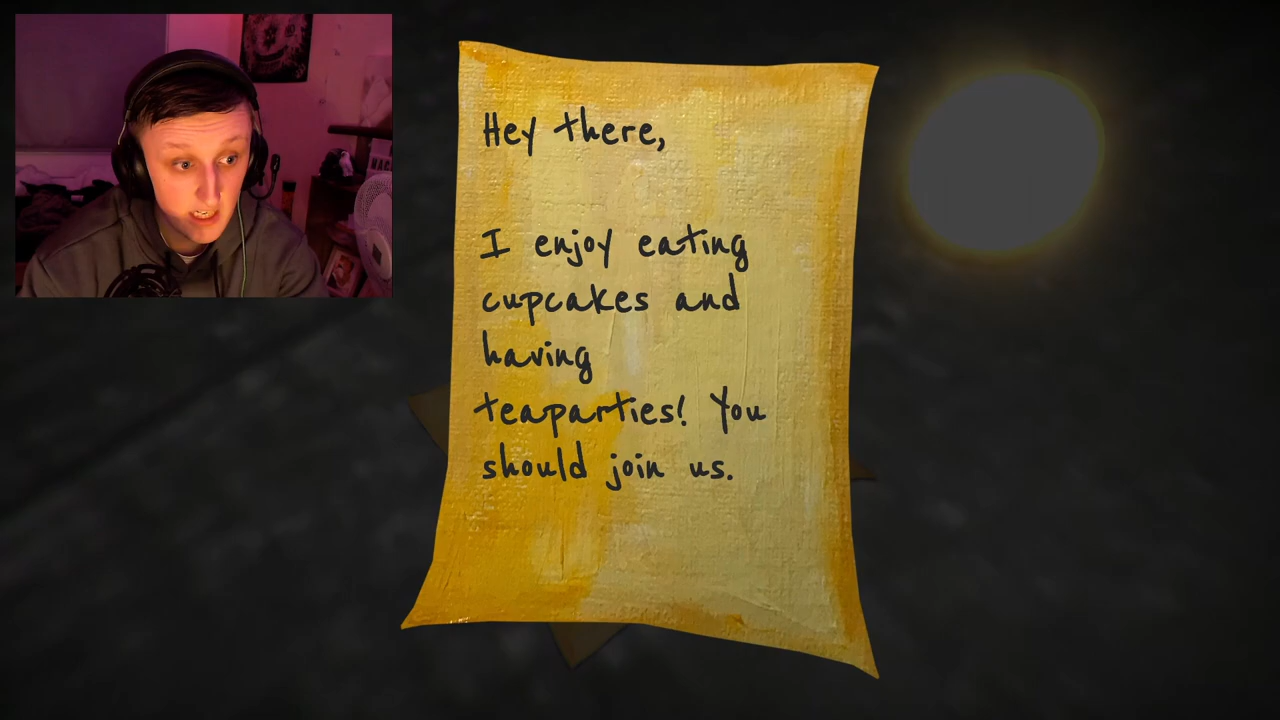 Hey there,
I enjoy eating
cupcakes and
having
teaparties! You
should join us.